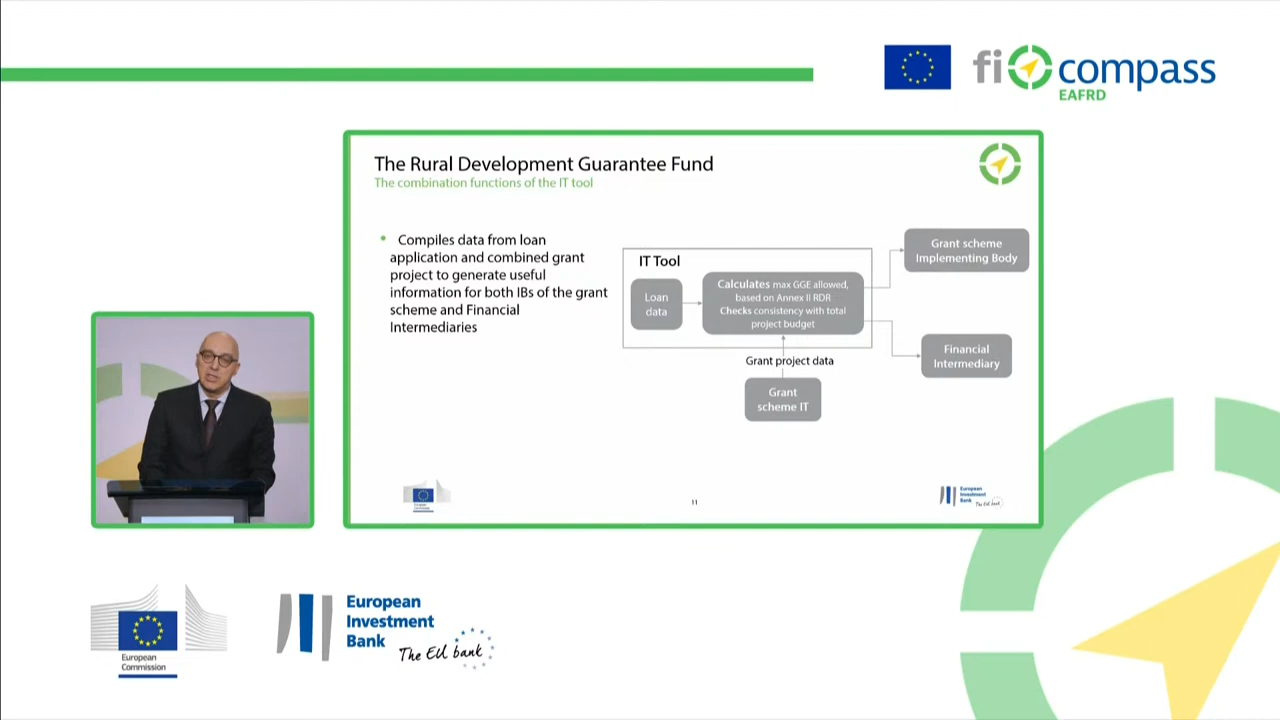 fi compass
EAFRD
The Rural Development Guarantee Fund
The combination functions of the IT tool
• Compiles data from loan
application and combined grant
project to generate useful
information for both IBs of the grant
scheme and Financial
Intermediaries
IT Tool
Loan
data
Calculates max GGE allowed,
based on Annex II RDR
Checks consistency with total
project budget
Grant scheme
Implementing Body
Financial
Intermediary
Grant project data
Grant
scheme IT
European
Commission
11
European
Investment
Bank
The EU bank
European
Commission
European
Investment
Bank
The EU bank